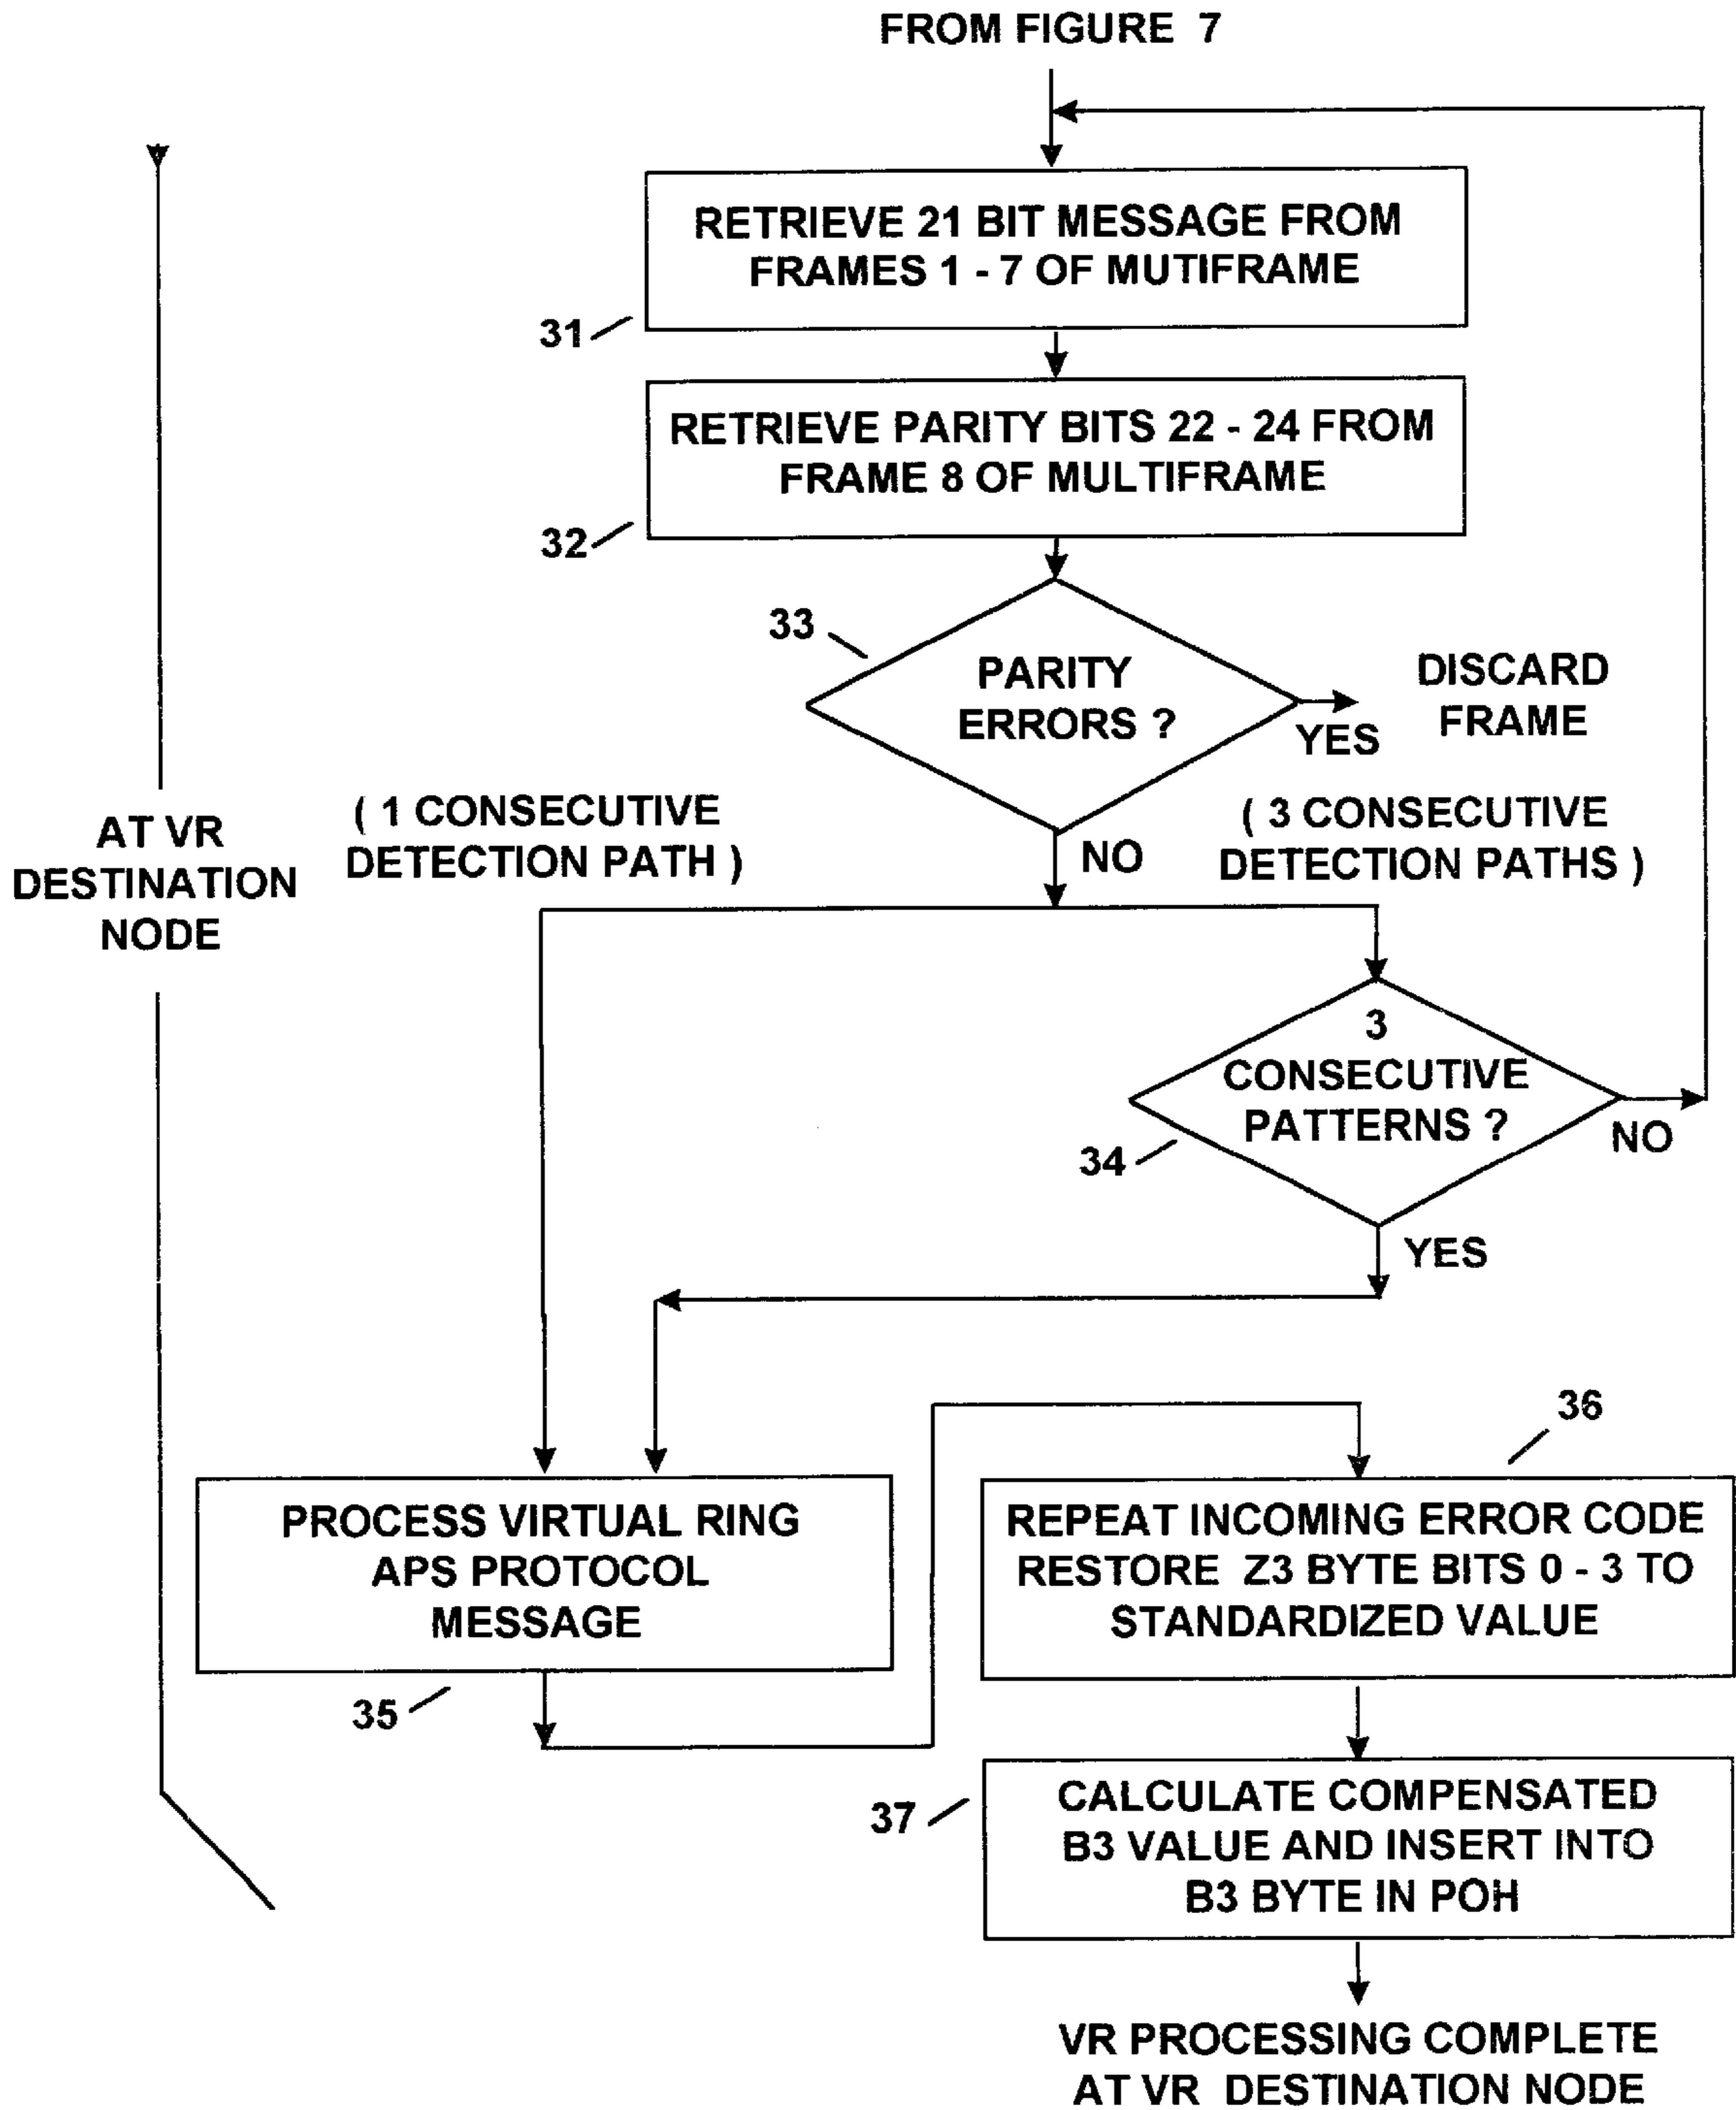 FROM FIGURE 7
RETRIEVE 21 BIT MESSAGE FROM
FRAMES 1 - 7 OF MUTIFRAME
31
RETRIEVE PARITY BITS 22 - 24 FROM
FRAME 8 OF MULTIFRAME
32
33
PARITY
ERRORS ?
YES
DISCARD
FRAME
AT VR
DESTINATION
NODE
( 1 CONSECUTIVE
DETECTION PATH )
NO
( 3 CONSECUTIVE
DETECTION PATHS )
3
CONSECUTIVE
PATTERNS ?
34
NO
YES
PROCESS VIRTUAL RING
APS PROTOCOL
MESSAGE
35
36
REPEAT INCOMING ERROR CODE
RESTORE Z3 BYTE BITS 0 - 3 TO
STANDARDIZED VALUE
37
CALCULATE COMPENSATED
B3 VALUE AND INSERT INTO
B3 BYTE IN POH
VR PROCESSING COMPLETE
AT VR DESTINATION NODE